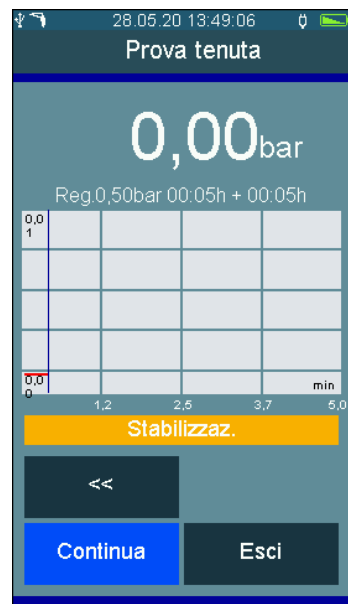 28.05.20 13:49:06
Prova tenuta
0,00bar
Reg.0,50bar 00:05h + 00:05h
0,0
1
0,0
0
min
1,2 2,5 3,7 5,0
Stabilizzaz.
<<
Continua Esci